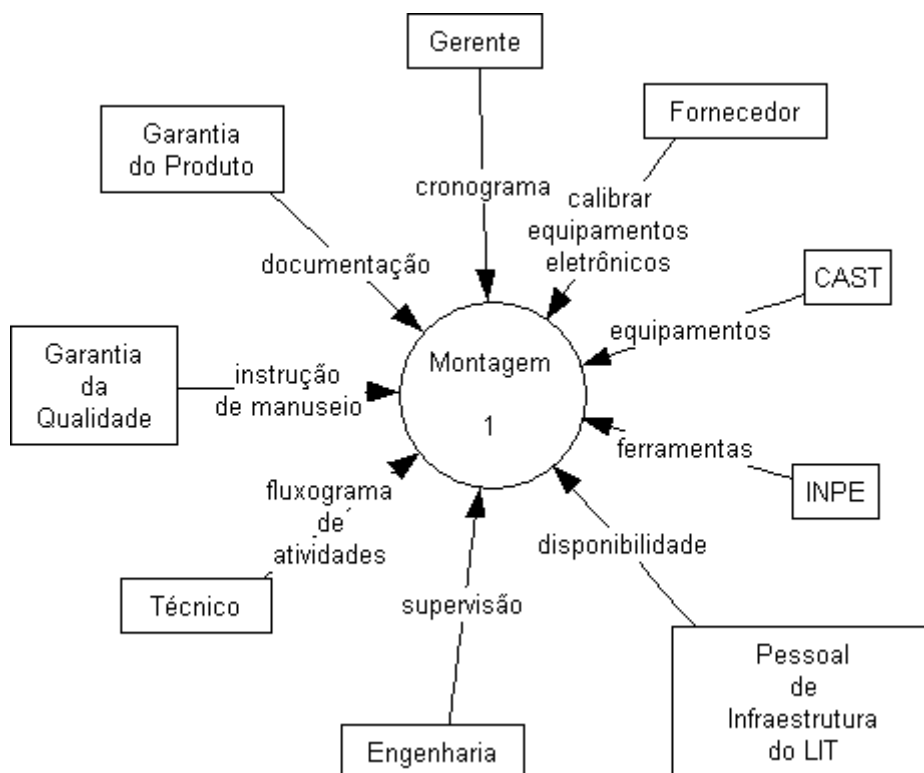 Gerente
Fornecedor
Garantia
do Produto
cronograma
calibrar
equipamentos
eletrônicos
documentação
CAST
equipamentos
Garantia
da
Qualidade
instrução
de manuseio
Montagem
1
ferramentas
INPE
fluxograma
de
atividades
disponibilidade
Técnico
supervisão
Pessoal
de
Infraestrutura
do LIT
Engenharia